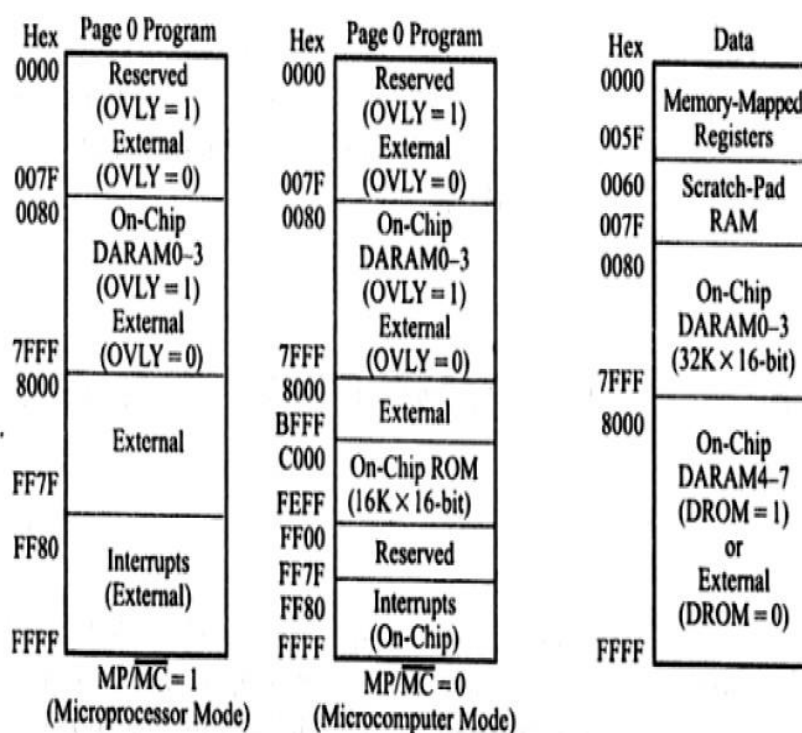 Hex Page 0 Program
0000
Reserved
(OVLY = 1)
External
007F (OVLY = 0)
0080 On-Chip
DARAM0–3
(OVLY = 1)
External
7FFF (OVLY = 0)
8000
External
FF7F
FF80
Interrupts
(External)
FFFF
MP/MC = 1
(Microprocessor Mode)
Hex Page 0 Program
0000
Reserved
(OVLY = 1)
External
007F (OVLY = 0)
0080 On-Chip
DARAM0–3
(OVLY = 1)
External
7FFF (OVLY = 0)
8000
External
BFFF
C000
On-Chip ROM
FEFF (16K × 16-bit)
FF00
Reserved
FF7F
FF80 Interrupts
FFFF (On-Chip)
MP/MC = 0
(Microcomputer Mode)
Hex Data
0000
Memory-Mapped
005F Registers
0060 Scratch-Pad
007F RAM
0080
On-Chip
DARAM0–3
(32K × 16-bit)
7FFF
8000
On-Chip
DARAM4–7
(DROM = 1)
or
External
(DROM = 0)
FFFF